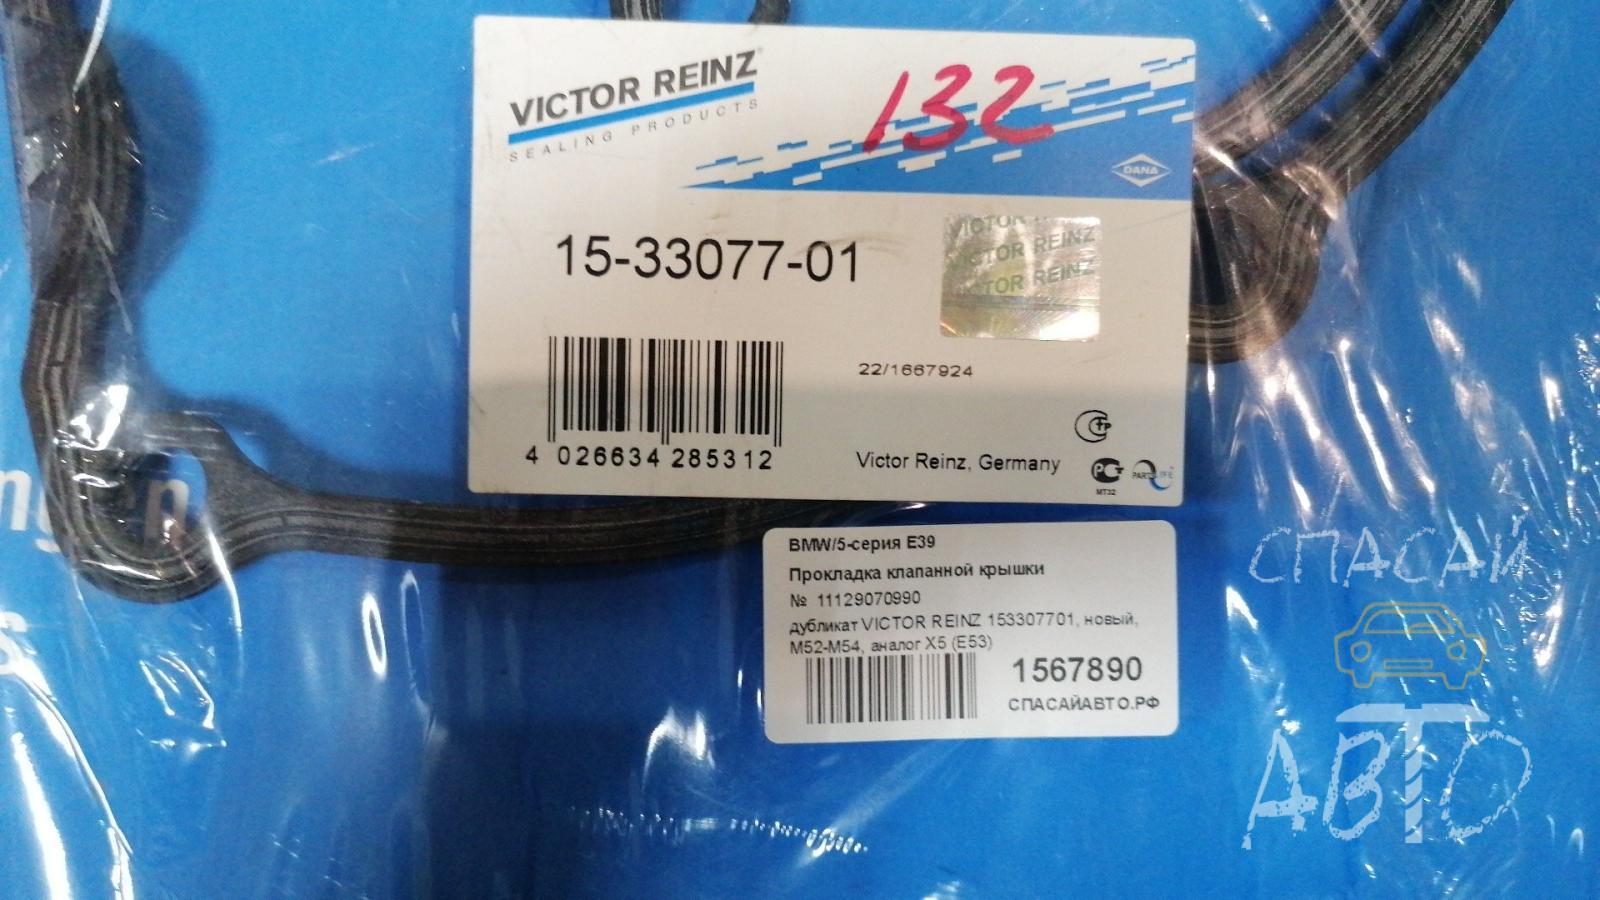 VICTOR REINZ
SEALING PRODUCTS
132
DANA
15-33077-01
VICTOR REINZ
VICTOR REINZ
VICTOR REINZ
22/1667924
4 026634 285312
Victor Reinz, Germany
МТ32
BMW/5-серия E39
Прокладка клапанной крышки
№ 11129070990
дубликат VICTOR REINZ 153307701, новый,
M52-M54, аналог X5 (E53)
1567890
СПАСАЙАВТО.РФ
СПАСАЙ
АВТО